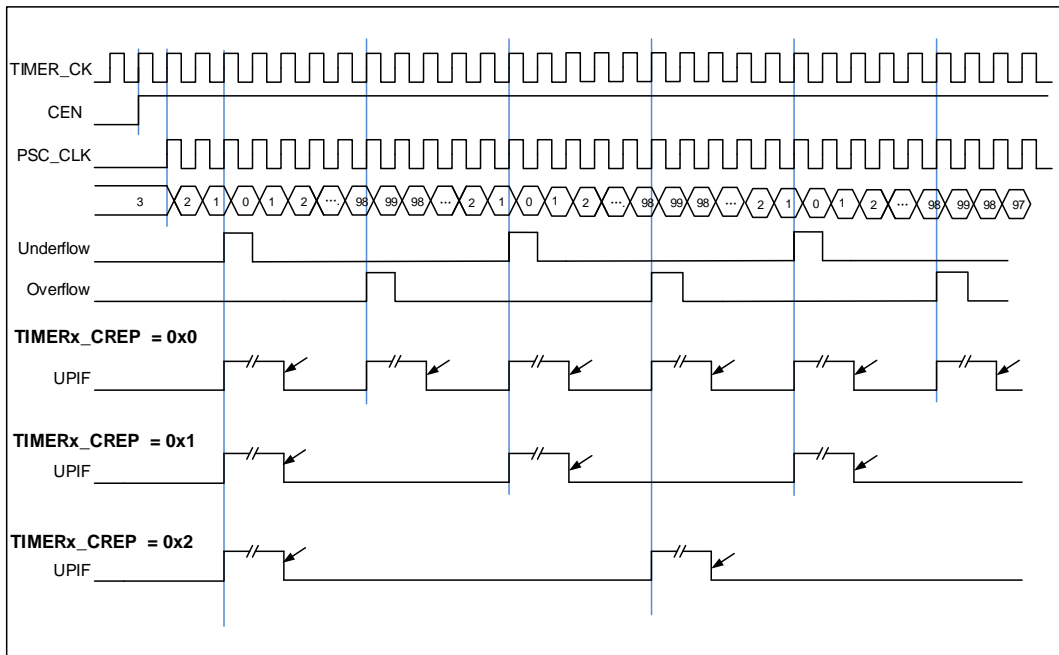 TIMER_CK
CEN
PSC_CLK
3 2 1 0 1 2 .... 98 99 98 ... 2 1 0 1 2 .... 98 99 98 ... 2 1 0 1 2 ... 98 99 98 97
Underflow
Overflow
TIMERx_CREP = 0x0
UPIF
TIMERx_CREP = 0x1
UPIF
TIMERx_CREP = 0x2
UPIF